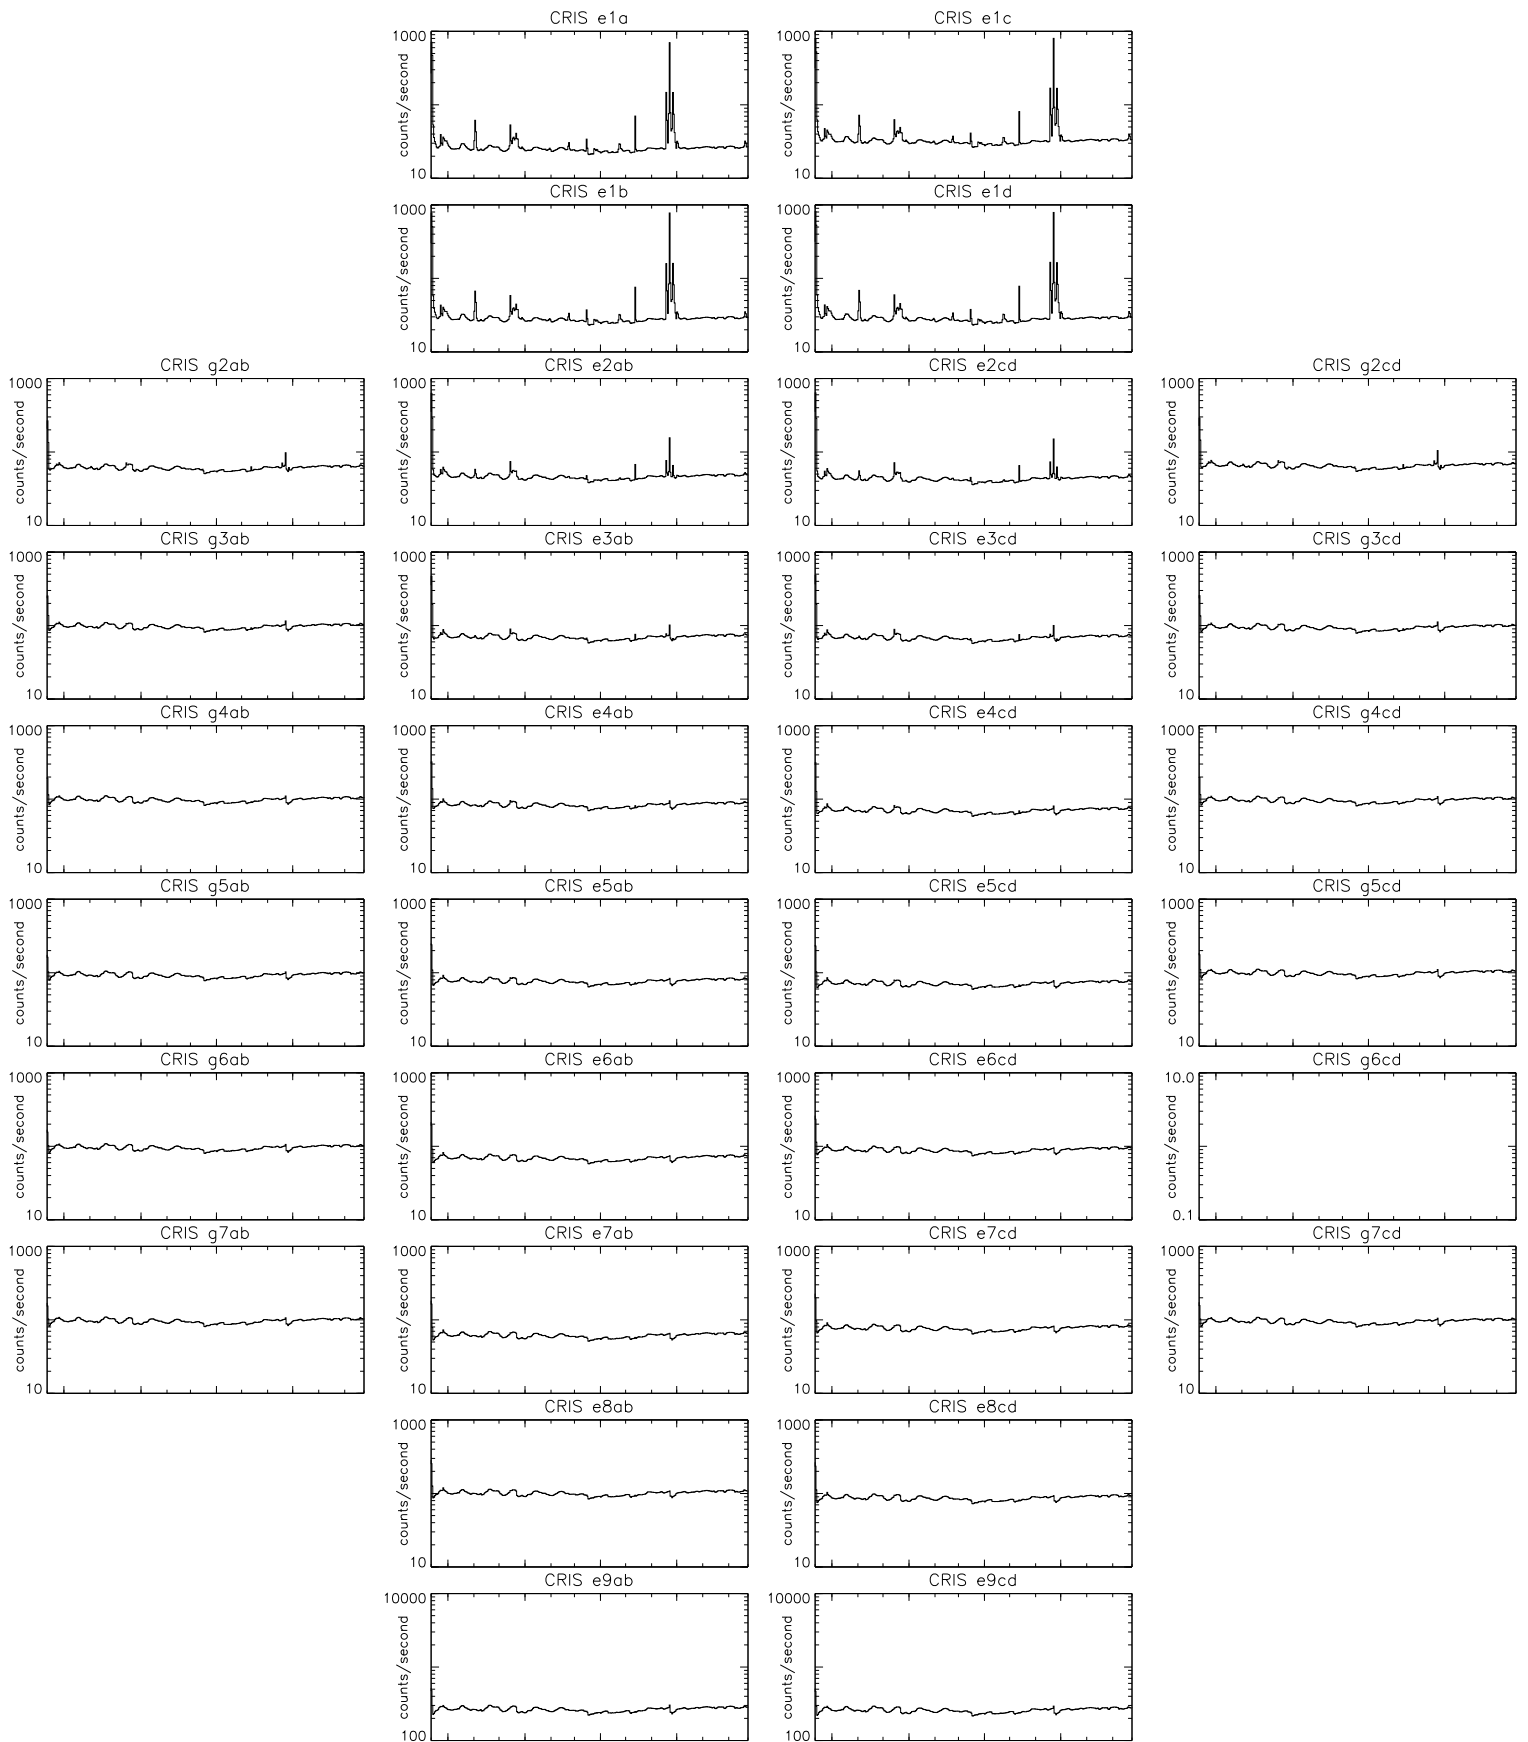 CRIS e1a
CRIS e1c
1000
counts/second
10
1000
counts/second
10
CRIS e1b
CRIS e1d
1000
counts/second
10
1000
counts/second
10
CRIS g2ab
CRIS e2ab
CRIS e2cd
CRIS g2cd
1000
counts/second
10
1000
counts/second
10
1000
counts/second
10
1000
counts/second
10
CRIS g3ab
CRIS e3ab
CRIS e3cd
CRIS g3cd
1000
counts/second
10
1000
counts/second
10
1000
counts/second
10
1000
counts/second
10
CRIS g4ab
CRIS e4ab
CRIS e4cd
CRIS g4cd
1000
counts/second
10
1000
counts/second
10
1000
counts/second
10
1000
counts/second
10
CRIS g5ab
CRIS e5ab
CRIS e5cd
CRIS g5cd
1000
counts/second
10
1000
counts/second
10
1000
counts/second
10
1000
counts/second
10
CRIS g6ab
CRIS e6ab
CRIS e6cd
CRIS g6cd
1000
counts/second
10
1000
counts/second
10
1000
counts/second
10
10.0
counts/second
0.1
CRIS g7ab
CRIS e7ab
CRIS e7cd
CRIS g7cd
1000
counts/second
10
1000
counts/second
10
1000
counts/second
10
1000
counts/second
10
CRIS e8ab
CRIS e8cd
1000
counts/second
10
1000
counts/second
10
CRIS e9ab
CRIS e9cd
10000
counts/second
100
10000
counts/second
100